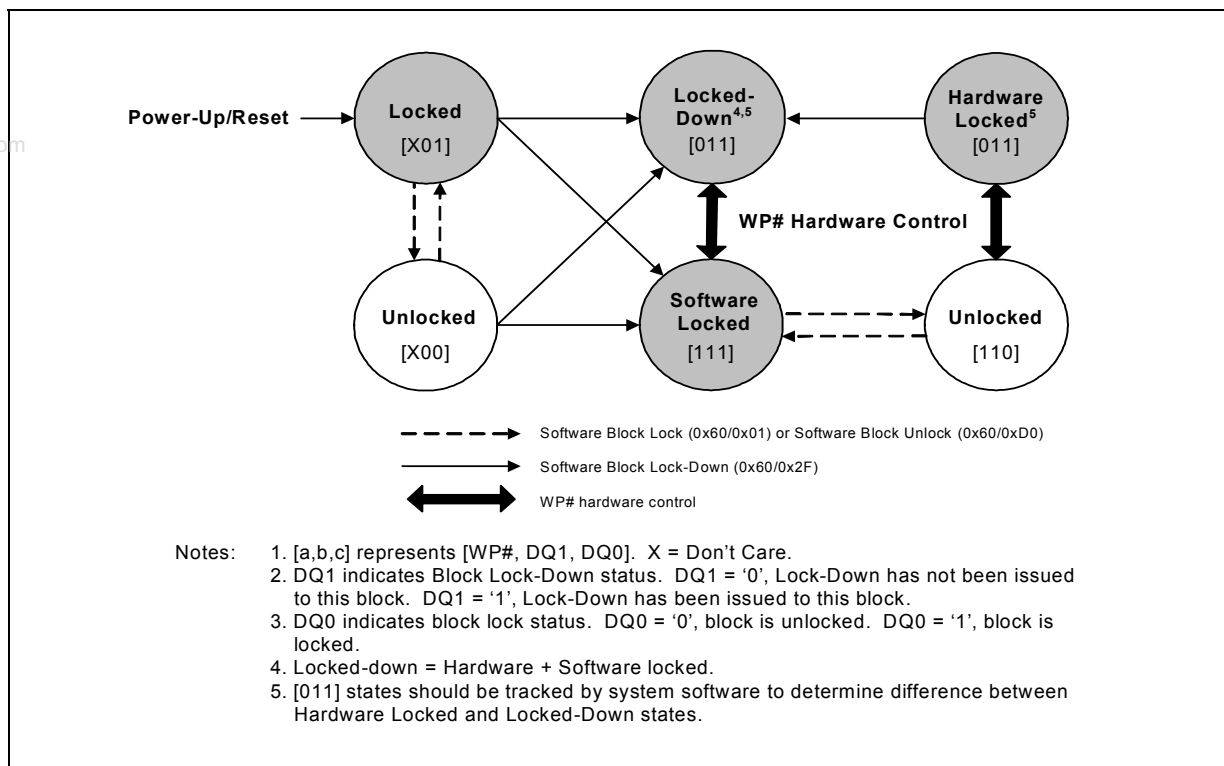 Power-Up/Reset
om
Locked
[X01]
Locked-
Down4,5
[011]
Hardware
Locked5
[011]
WP# Hardware Control
Unlocked
[X00]
Software
Locked
[111]
Unlocked
[110]
Software Block Lock (0x60/0x01) or Software Block Unlock (0x60/0xD0)
Software Block Lock-Down (0x60/0x2F)
WP# hardware control
Notes: 1. [a,b,c] represents [WP#, DQ1, DQ0]. X = Don't Care.
2. DQ1 indicates Block Lock-Down status. DQ1 = ‘0’, Lock-Down has not been issued
to this block. DQ1 = ‘1’, Lock-Down has been issued to this block.
3. DQ0 indicates block lock status. DQ0 = ‘0’, block is unlocked. DQ0 = ‘1’, block is
locked.
4. Locked-down = Hardware + Software locked.
5. [011] states should be tracked by system software to determine difference between
Hardware Locked and Locked-Down states.